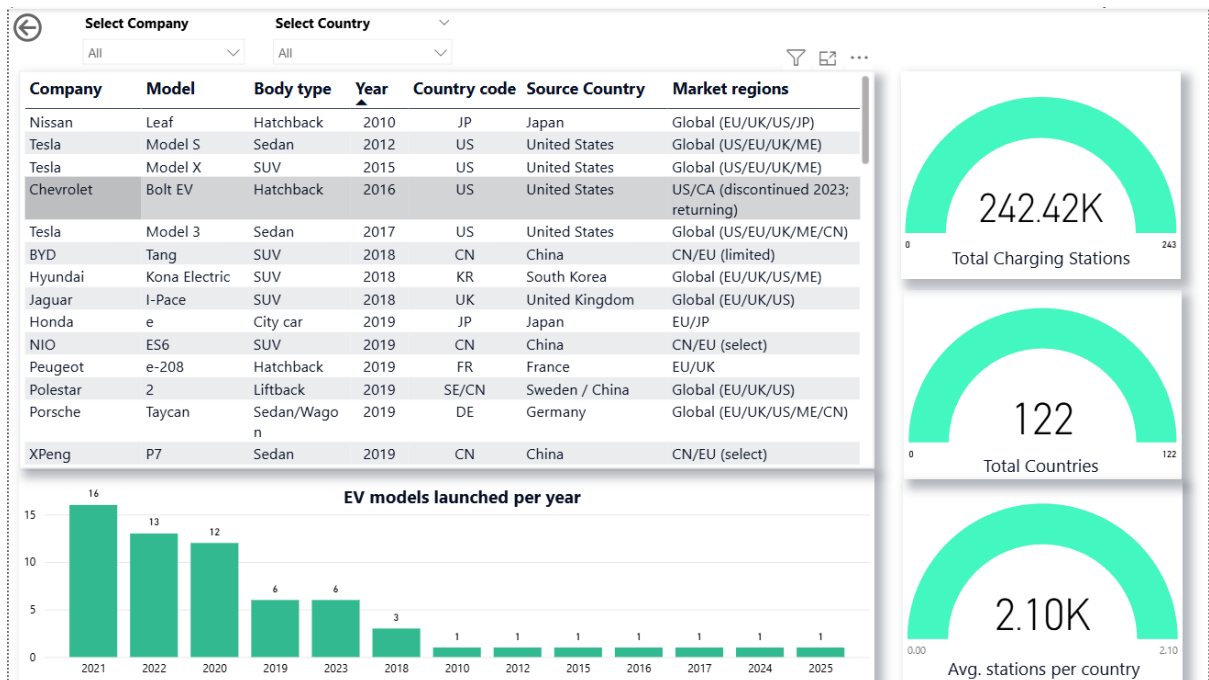 Select Company Select Country
All All
Company Model Body type Year Country code Source Country Market regions
Nissan Leaf Hatchback 2010 JP Japan Global (EU/UK/US/JP)
Tesla Model S Sedan 2012 US United States Global (US/EU/UK/ME)
Tesla Model X SUV 2015 US United States Global (US/EU/UK/ME)
Chevrolet Bolt EV Hatchback 2016 US United States US/CA (discontinued 2023;
returning)
Tesla Model 3 Sedan 2017 US United States Global (US/EU/UK/ME/CN)
BYD Tang SUV 2018 CN China CN/EU (limited)
Hyundai Kona Electric SUV 2018 KR South Korea Global (EU/UK/US/ME)
Jaguar I-Pace SUV 2018 UK United Kingdom Global (EU/UK/US)
Honda e City car 2019 JP Japan EU/JP
NIO ES6 SUV 2019 CN China CN/EU (select)
Peugeot e-208 Hatchback 2019 FR France EU/UK
Polestar 2 Liftback 2019 SE/CN Sweden / China Global (EU/UK/US)
Porsche Taycan Sedan/Wago 2019 DE Germany Global (EU/UK/US/ME/CN)
n
XPeng P7 Sedan 2019 CN China CN/EU (select)
242.42K
0 243
Total Charging Stations
122
0 122
Total Countries
2.10K
0.00 2.10
Avg. stations per country
EV models launched per year
16 13 12 6 6 3 1 1 1 1 1 1 1
15
10
5
0
2021 2022 2020 2019 2023 2018 2010 2012 2015 2016 2017 2024 2025